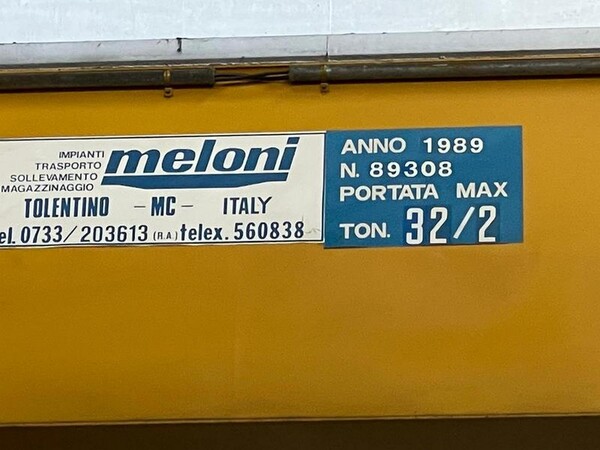 IMPIANTI
TRASPORTO
SOLLEVAMENTO
MAGAZZINAGGIO
meloni
TOLENTINO - MC - ITALY
el. 0733/203613 (R.A.) telex. 560838
ANNO 1989
N. 89308
PORTATA MAX
TON. 32/2